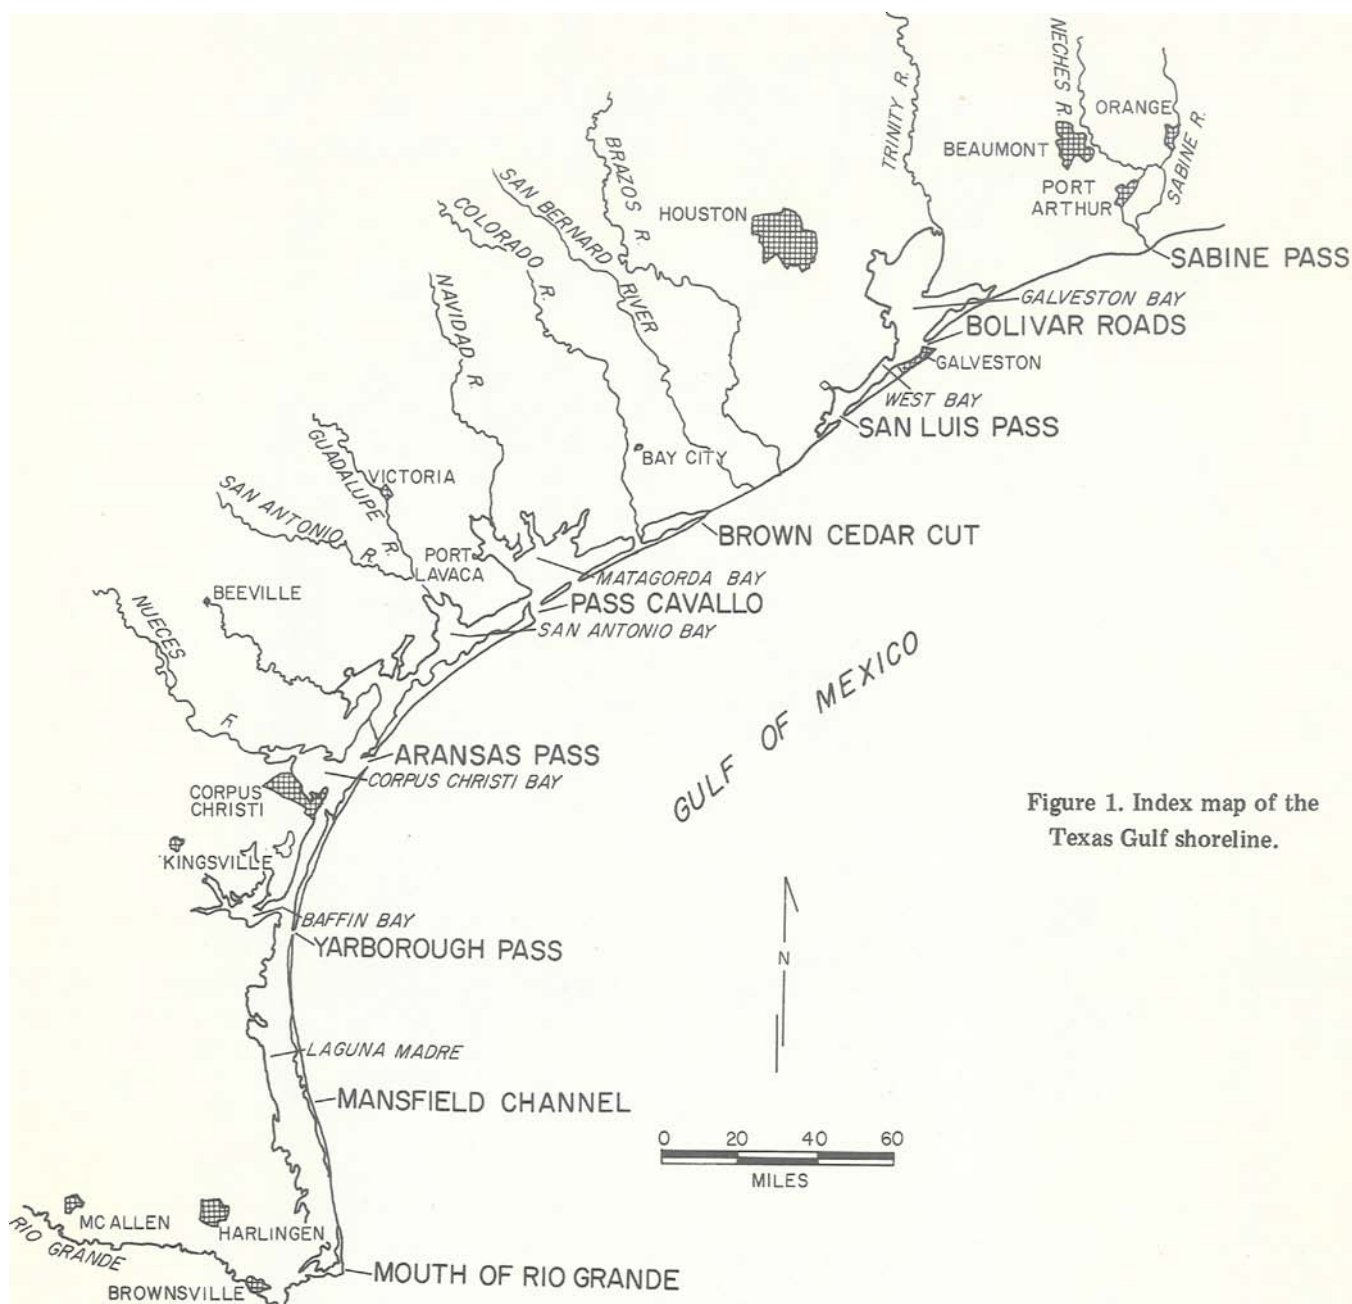 NECHES R.
ORANGE
TRINITY R.
BEAUMONT
SABINE R.
BRAZOS R.
PORT
ARTHUR
SAN BERNARD RIVER
HOUSTON
COLORADO R.
SABINE PASS
NAVIDAD R.
GALVESTON BAY
BOLIVAR ROADS
GALVESTON
WEST BAY
SAN LUIS PASS
GUADALUPE R.
BAY CITY
VICTORIA
SAN ANTONIO R.
BROWN CEDAR CUT
PORT
LAVACA
MATAGORDA BAY
BEEVILLE
PASS CAVALLO
NUECES R.
SAN ANTONIO BAY
GULF OF MEXICO
ARANSAS PASS
CORPUS CHRISTI BAY
CORPUS
CHRISTI
Figure 1. Index map of the
Texas Gulf shoreline.
KINGSVILLE
BAFFIN BAY
YARBOROUGH PASS
N
LAGUNA MADRE
MANSFIELD CHANNEL
0 20 40 60
MILES
MC ALLEN
HARLINGEN
RIO GRANDE
MOUTH OF RIO GRANDE
BROWNSVILLE